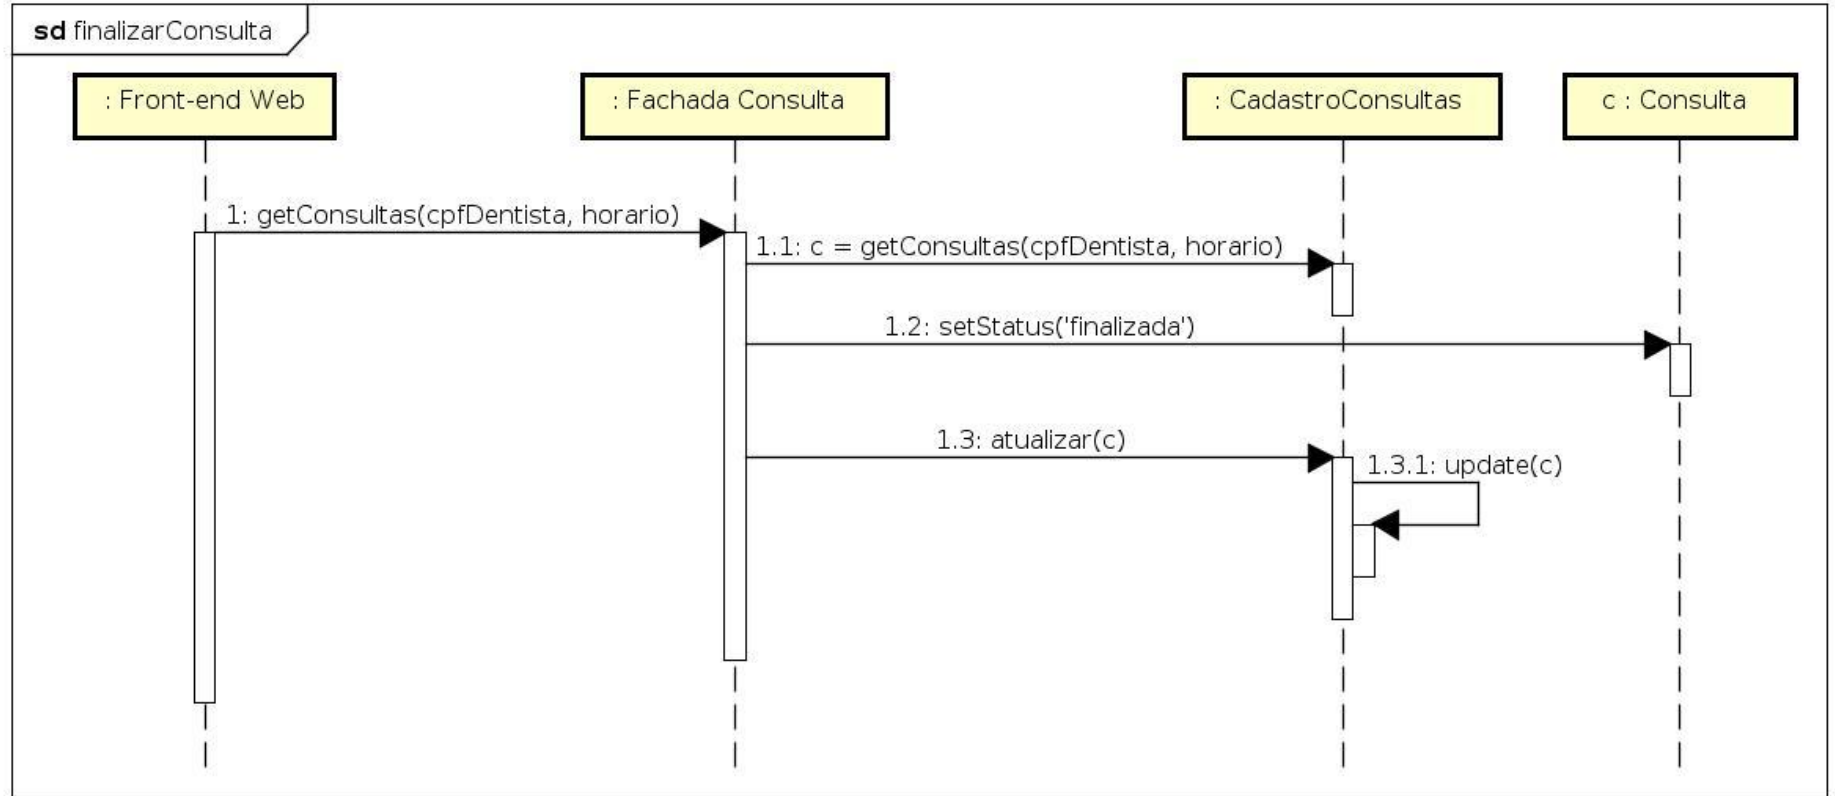 sd finalizarConsulta
: Front-end Web
: Fachada Consulta
: CadastroConsultas
c : Consulta
1: getConsultas(cpfDentista, horario)
1.1: c = getConsultas(cpfDentista, horario)
1.2: setStatus('finalizada')
1.3: atualizar(c)
1.3.1: update(c)